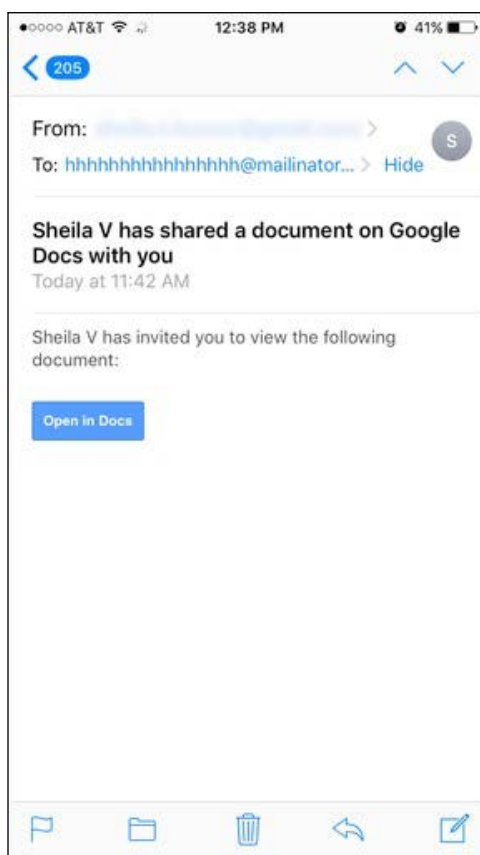 AT&T 12:38 PM 41%
205
From:
To: hhhhhhhhhhhhhhhh@mailinator... Hide
S
Sheila V has shared a document on Google
Docs with you
Today at 11:42 AM
Sheila V has invited you to view the following
document:
Open in Docs